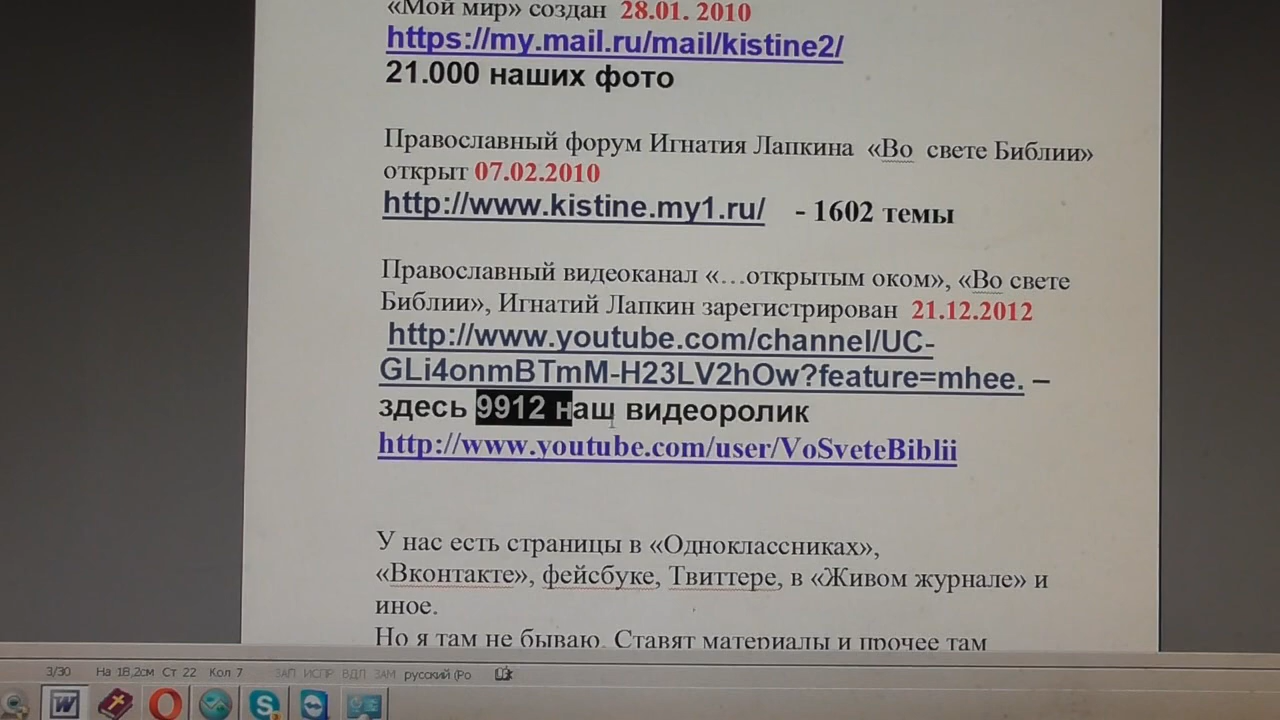 «Мой мир» создан 28.01. 2010
https://my.mail.ru/mail/kistine2/
21.000 наших фото
Православный форум Игнатия Лапкина «Во свете Библии»
открыт 07.02.2010
http://www.kistine.my1.ru/ - 1602 темы
Православный видеоканал «…открытым оком», «Во свете
Библии», Игнатий Лапкин зарегистрирован 21.12.2012
http://www.youtube.com/channel/UC-
GLi4onmBTmM-H23LV2hOw?feature=mhee. –
здесь 9912 наш видеоролик
http://www.youtube.com/user/VoSveteBiblii
У нас есть страницы в «Одноклассниках»,
«Вконтакте», фейсбуке, Твиттере, в «Живом журнале» и
иное.
Но я там не бываю. Ставят материалы и прочее там
3/30 На 18,2см Ст 22 Кол 7 ЗАП ИСПР ВДЛ ЗАМ русский (Ро